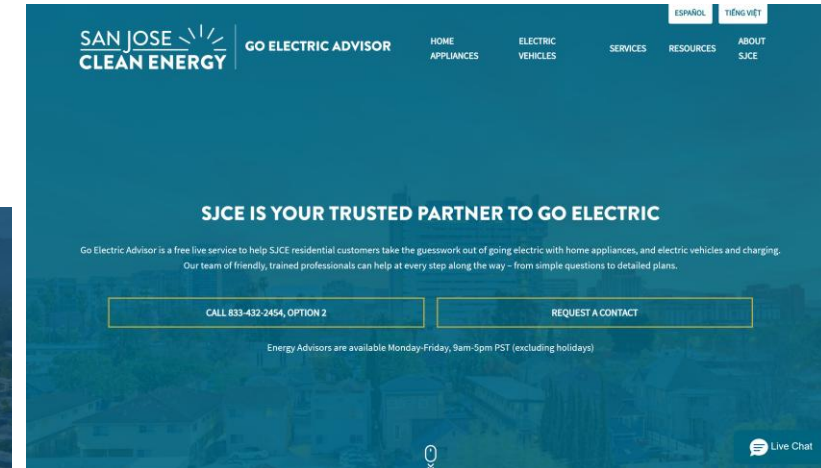 ESPAÑOL
TIẾNG VIỆT
SAN JOSE
CLEAN ENERGY
GO ELECTRIC ADVISOR
HOME
APPLIANCES
ELECTRIC
VEHICLES
SERVICES
RESOURCES
ABOUT
SJCE
SJCE IS YOUR TRUSTED PARTNER TO GO ELECTRIC
Go Electric Advisor is a free live service to help SJCE residential customers take the guesswork out of going electric with home appliances, and electric vehicles and charging.
Our team of friendly, trained professionals can help at every step along the way – from simple questions to detailed plans.
CALL 833-432-2454, OPTION 2
REQUEST A CONTACT
Energy Advisors are available Monday-Friday, 9am-5pm PST (excluding holidays)
Live Chat